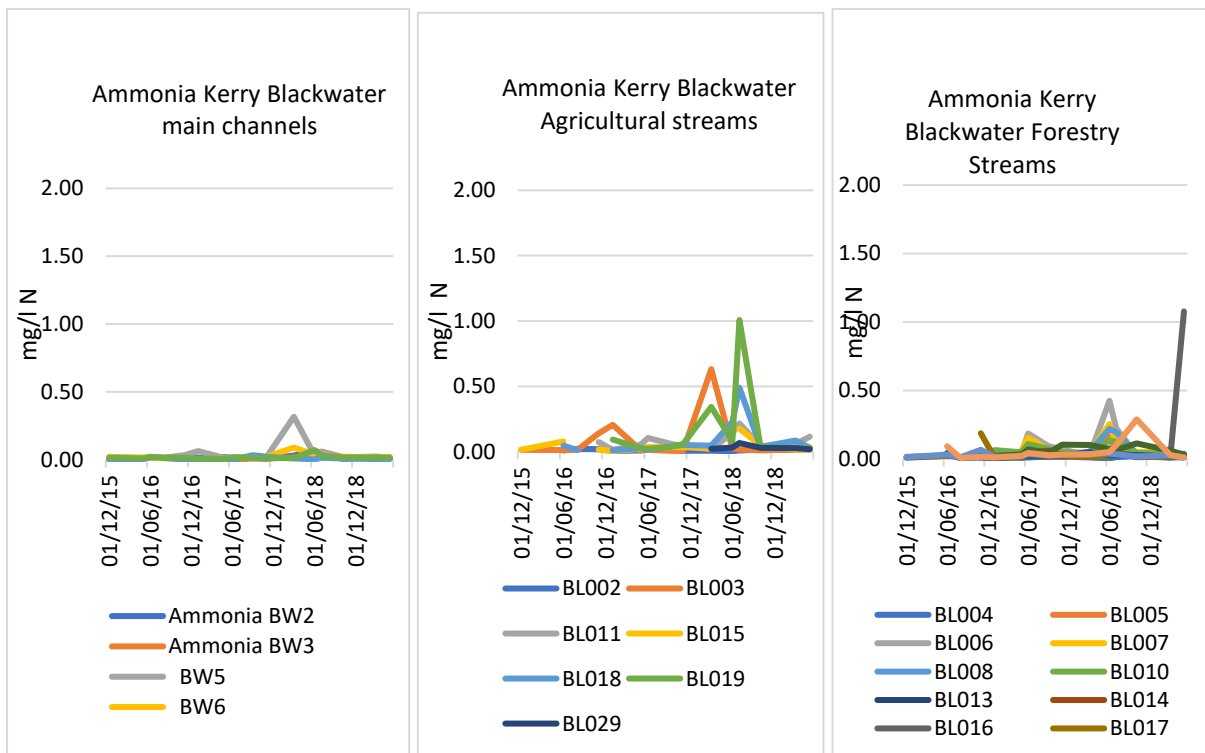 Ammonia Kerry Blackwater
main channels
2.00
1.50
1.00
0.50
0.00
mg/l N
01/12/15
01/06/16
01/12/16
01/06/17
01/12/17
01/06/18
01/12/18
Ammonia BW2
Ammonia BW3
BW5
BW6
Ammonia Kerry Blackwater
Agricultural streams
2.00
1.50
1.00
0.50
0.00
mg/l N
01/12/15
01/06/16
01/12/16
01/06/17
01/12/17
01/06/18
01/12/18
BL002 BL003
BL011 BL015
BL018 BL019
BL029
Ammonia Kerry
Blackwater Forestry
Streams
2.00
1.50
1.00
0.50
0.00
mg/l N
01/12/15
01/06/16
01/12/16
01/06/17
01/12/17
01/06/18
01/12/18
BL004 BL005
BL006 BL007
BL008 BL010
BL013 BL014
BL016 BL017